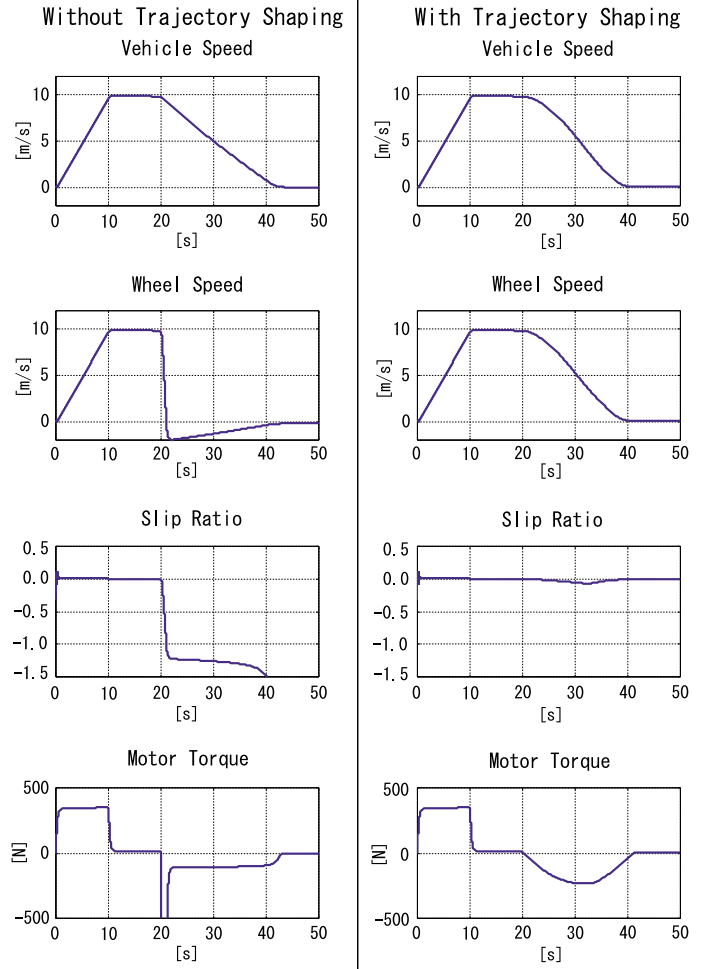 Without Trajectory Shaping
Vehicle Speed
10
5
0
[m/s]
0 10 20 30 40 50
[s]
Wheel Speed
10
5
0
[m/s]
0 10 20 30 40 50
[s]
Slip Ratio
0.5
0.0
-0.5
-1.0
-1.5
0 10 20 30 40 50
[s]
Motor Torque
500
0
-500
[N]
0 10 20 30 40 50
[s]
With Trajectory Shaping
Vehicle Speed
10
5
0
[m/s]
0 10 20 30 40 50
[s]
Wheel Speed
10
5
0
[m/s]
0 10 20 30 40 50
[s]
Slip Ratio
0.5
0.0
-0.5
-1.0
-1.5
0 10 20 30 40 50
[s]
Motor Torque
500
0
-500
[N]
0 10 20 30 40 50
[s]